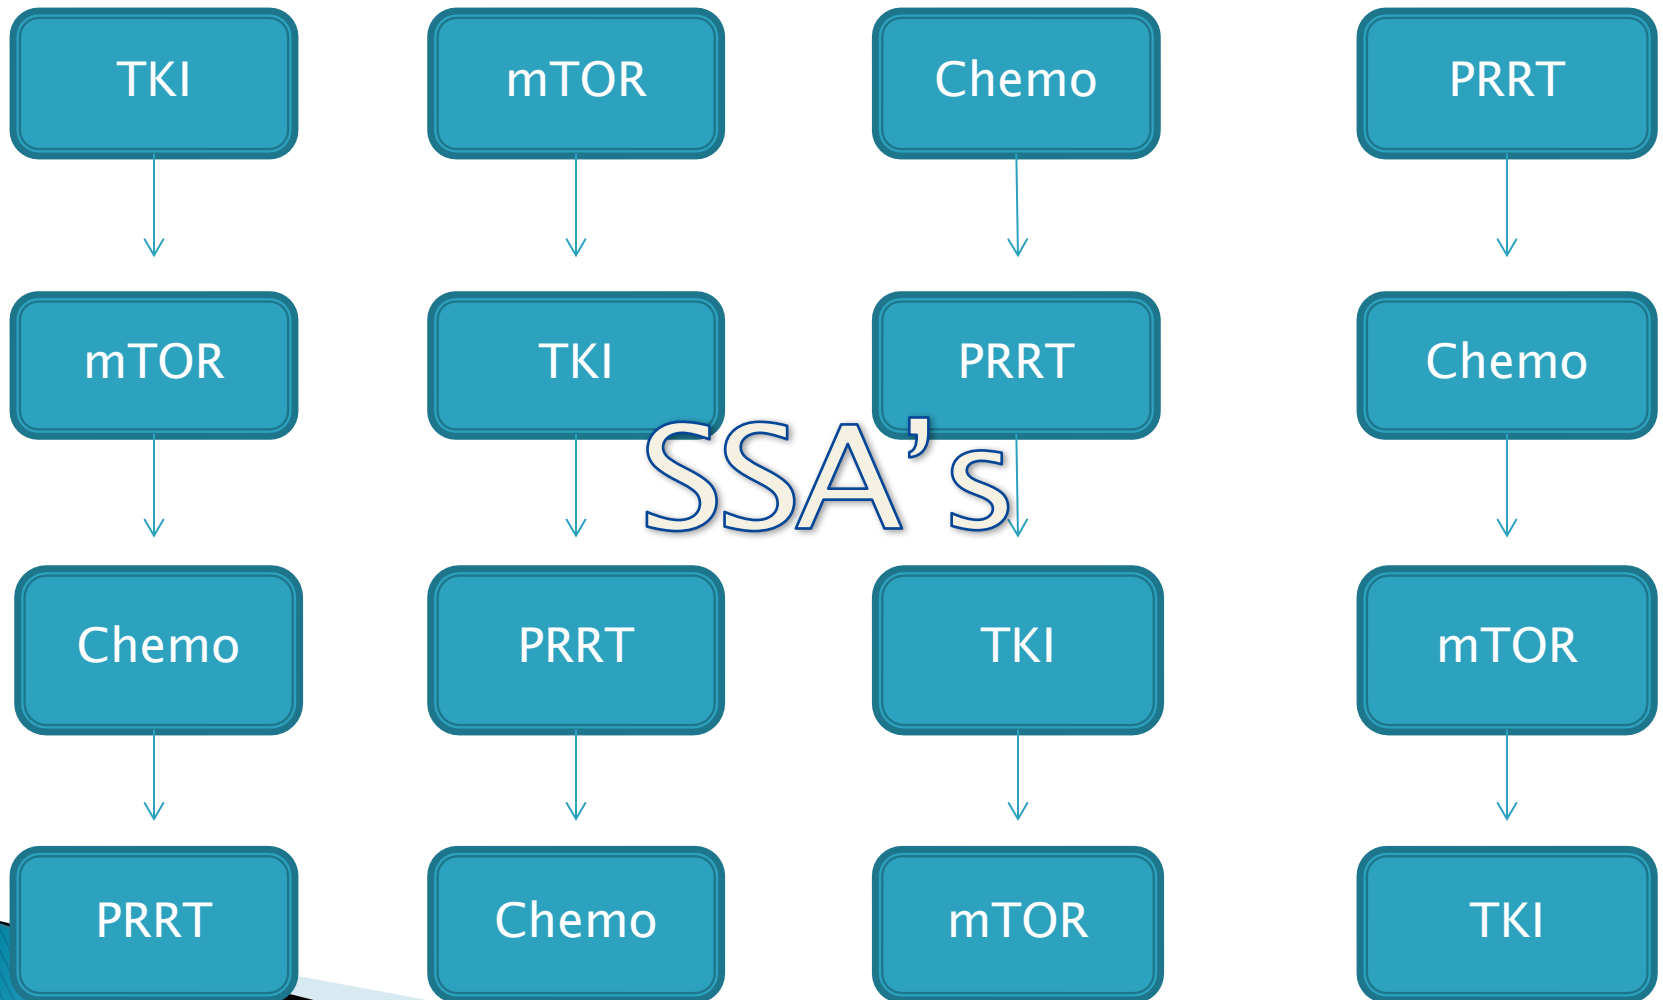 TKI
mTOR
Chemo
PRRT
mTOR
TKI
PRRT
Chemo
SSA’s
Chemo
PRRT
TKI
mTOR
PRRT
Chemo
mTOR
TKI